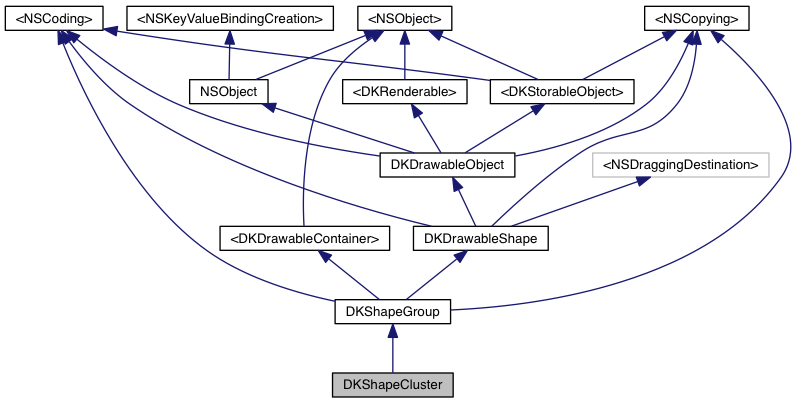 <NSCoding>
<NSKeyValueBindingCreation>
<NSObject>
<NSCopying>
NSObject
<DKRenderable>
<DKStorableObject>
DKDrawableObject
<NSDraggingDestination>
<DKDrawableContainer>
DKDrawableShape
DKShapeGroup
DKShapeCluster